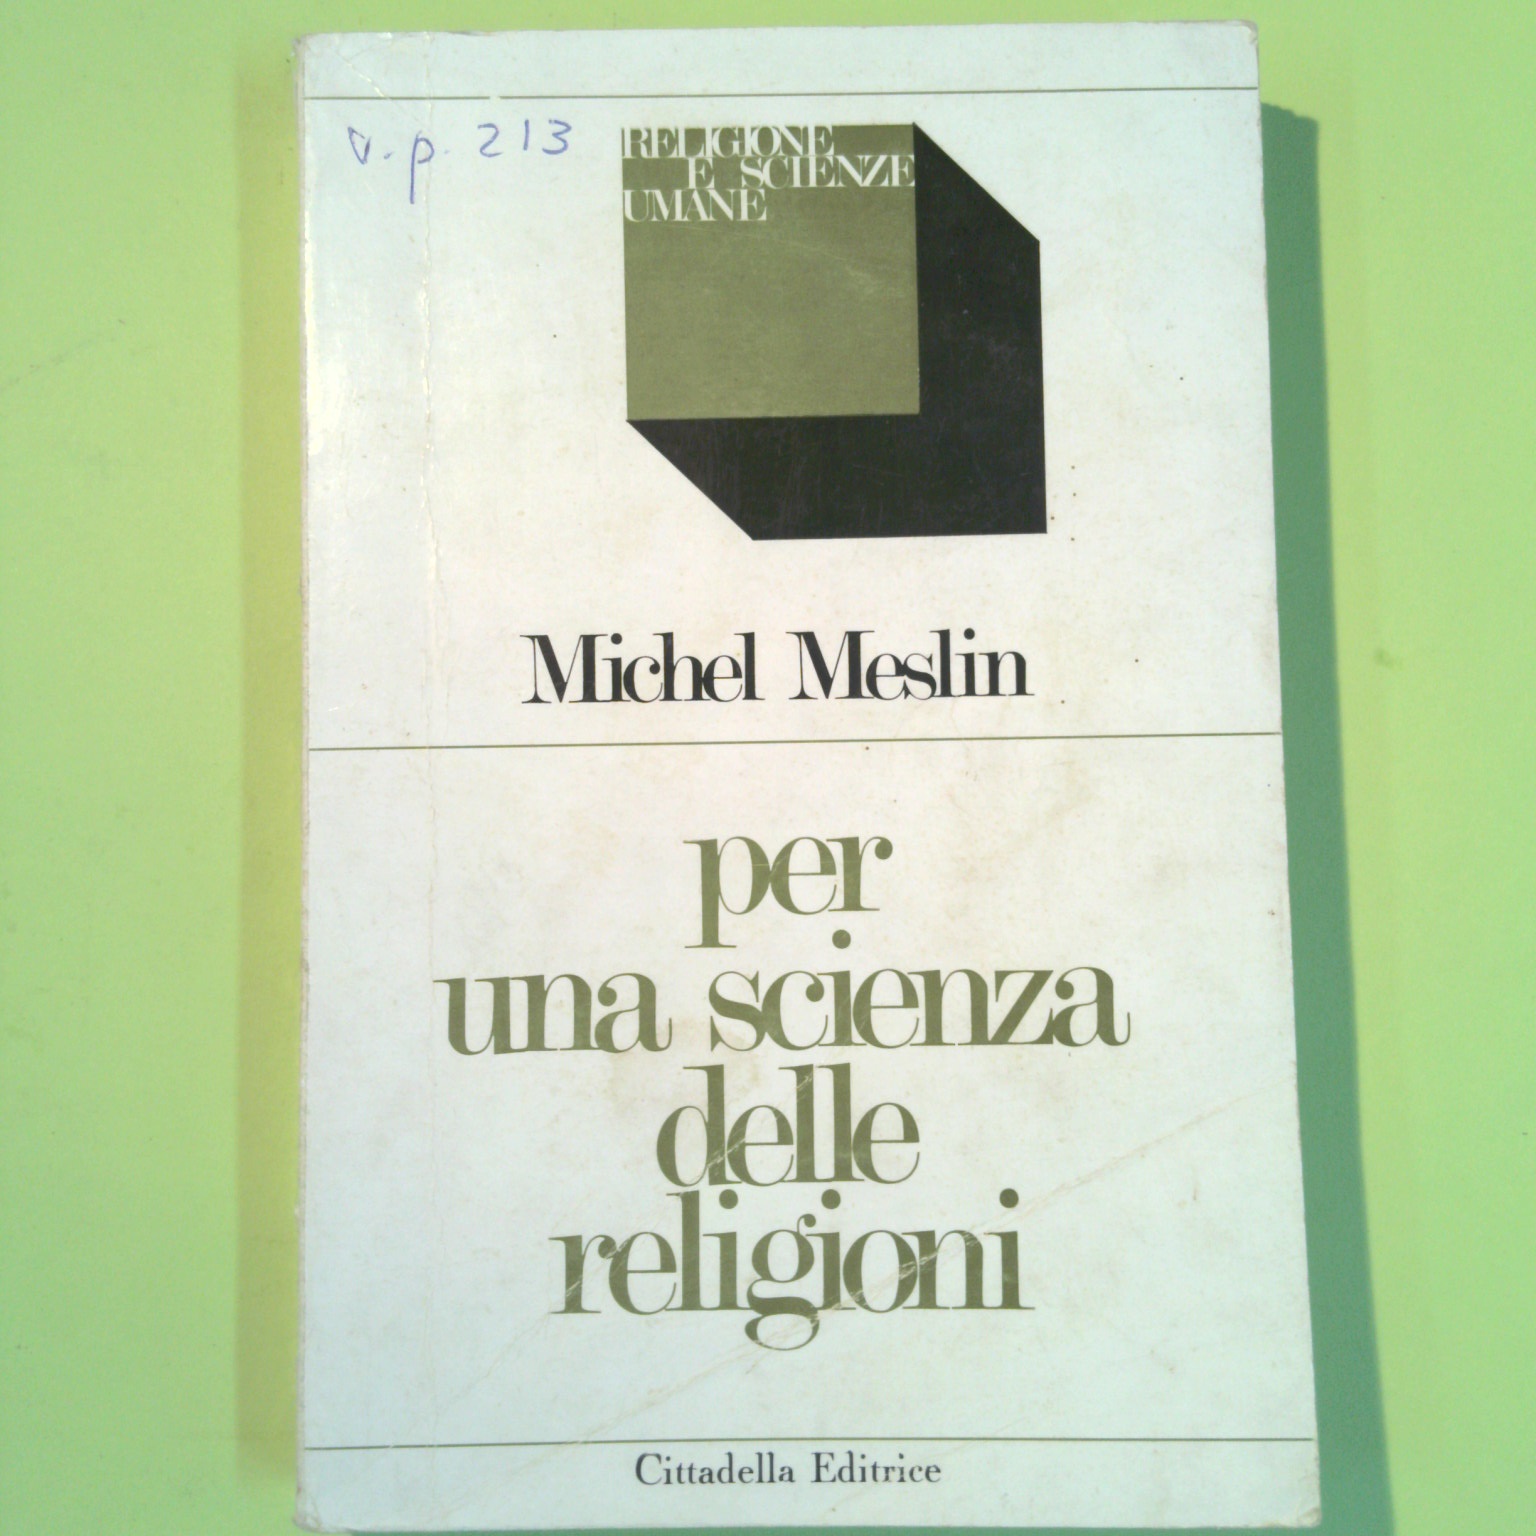 v. p. 213
RELIGIONE
E SCIENZE
UMANE
Michel Meslin
per
una scienza
delle
religioni
Cittadella Editrice